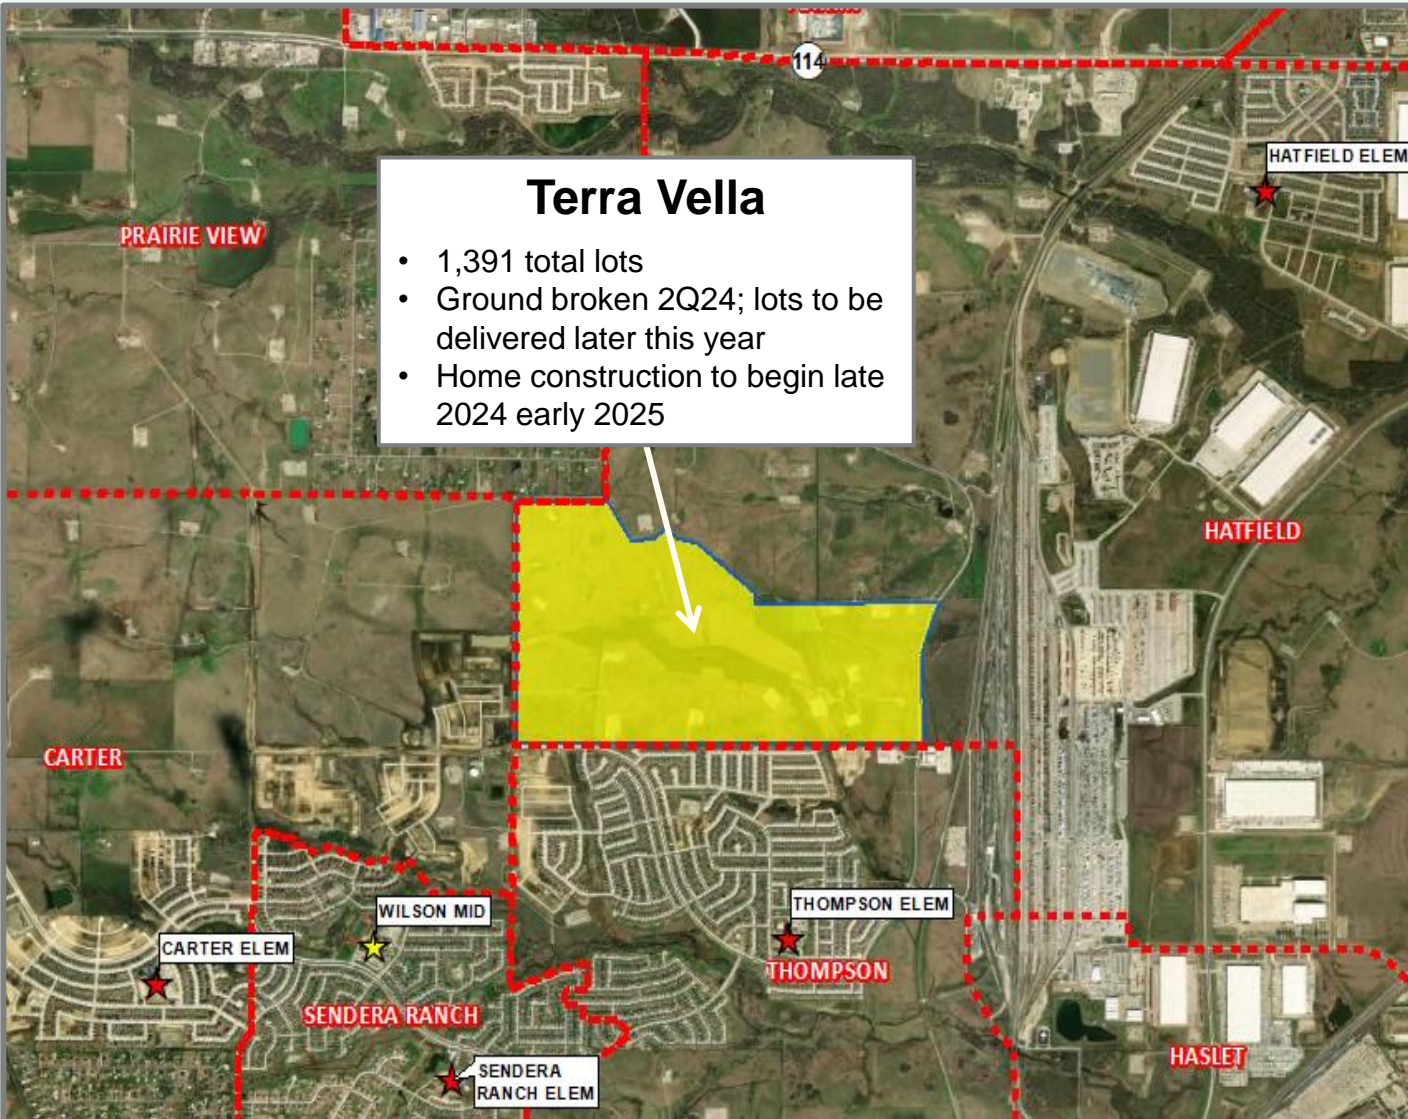 114
HATFIELD ELEM
Terra Vella
PRAIRIE VIEW
• 1,391 total lots
• Ground broken 2Q24; lots to be
delivered later this year
• Home construction to begin late
2024 early 2025
HATFIELD
CARTER
WILSON MID
THOMPSON ELEM
CARTER ELEM
THOMPSON
SENDERA RANCH
HASLET
SENDERA
RANCH ELEM